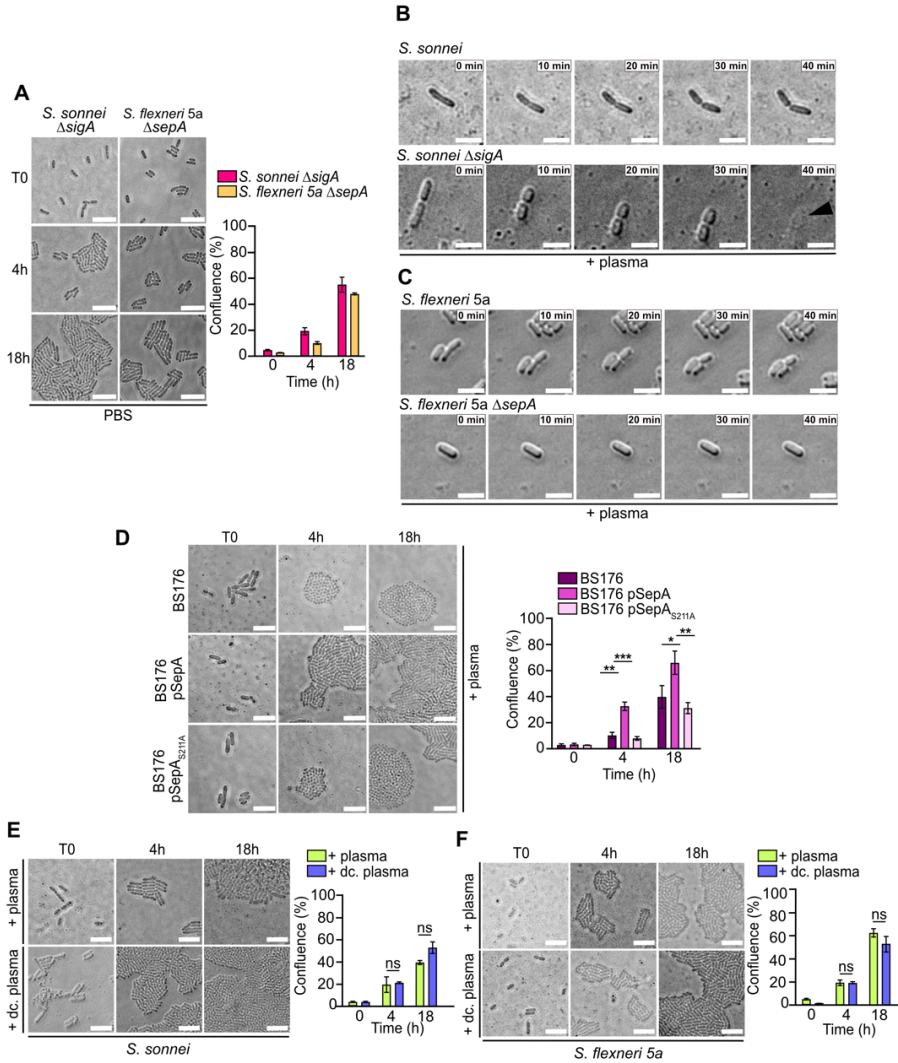 A
S. sonnei ΔsigA
S. flexneri 5a ΔsepA
T0
4h
18h
PBS
S. sonnei ΔsigA
S. flexneri 5a ΔsepA
Confluence (%)
100
80
60
40
20
0
0 4 18
Time (h)
B
S. sonnei
0 min 10 min 20 min 30 min 40 min
S. sonnei ΔsigA
0 min 10 min 20 min 30 min 40 min
+ plasma
C
S. flexneri 5a
0 min 10 min 20 min 30 min 40 min
S. flexneri 5a ΔsepA
0 min 10 min 20 min 30 min 40 min
+ plasma
D
T0 4h 18h
BS176
BS176 pSepA
BS176 pSepAS211A
+ plasma
BS176
BS176 pSepA
BS176 pSepAS211A
Confluence (%)
100
80
60
40
20
0
** *** * **
0 4 18
Time (h)
E
T0 4h 18h
+ plasma
+ dc. plasma
S. sonnei
+ plasma
+ dc. plasma
Confluence (%)
100
80
60
40
20
0
ns ns
0 4 18
Time (h)
F
T0 4h 18h
+ plasma
+ dc. plasma
S. flexneri 5a
+ plasma
+ dc. plasma
Confluence (%)
100
80
60
40
20
0
ns ns
0 4 18
Time (h)